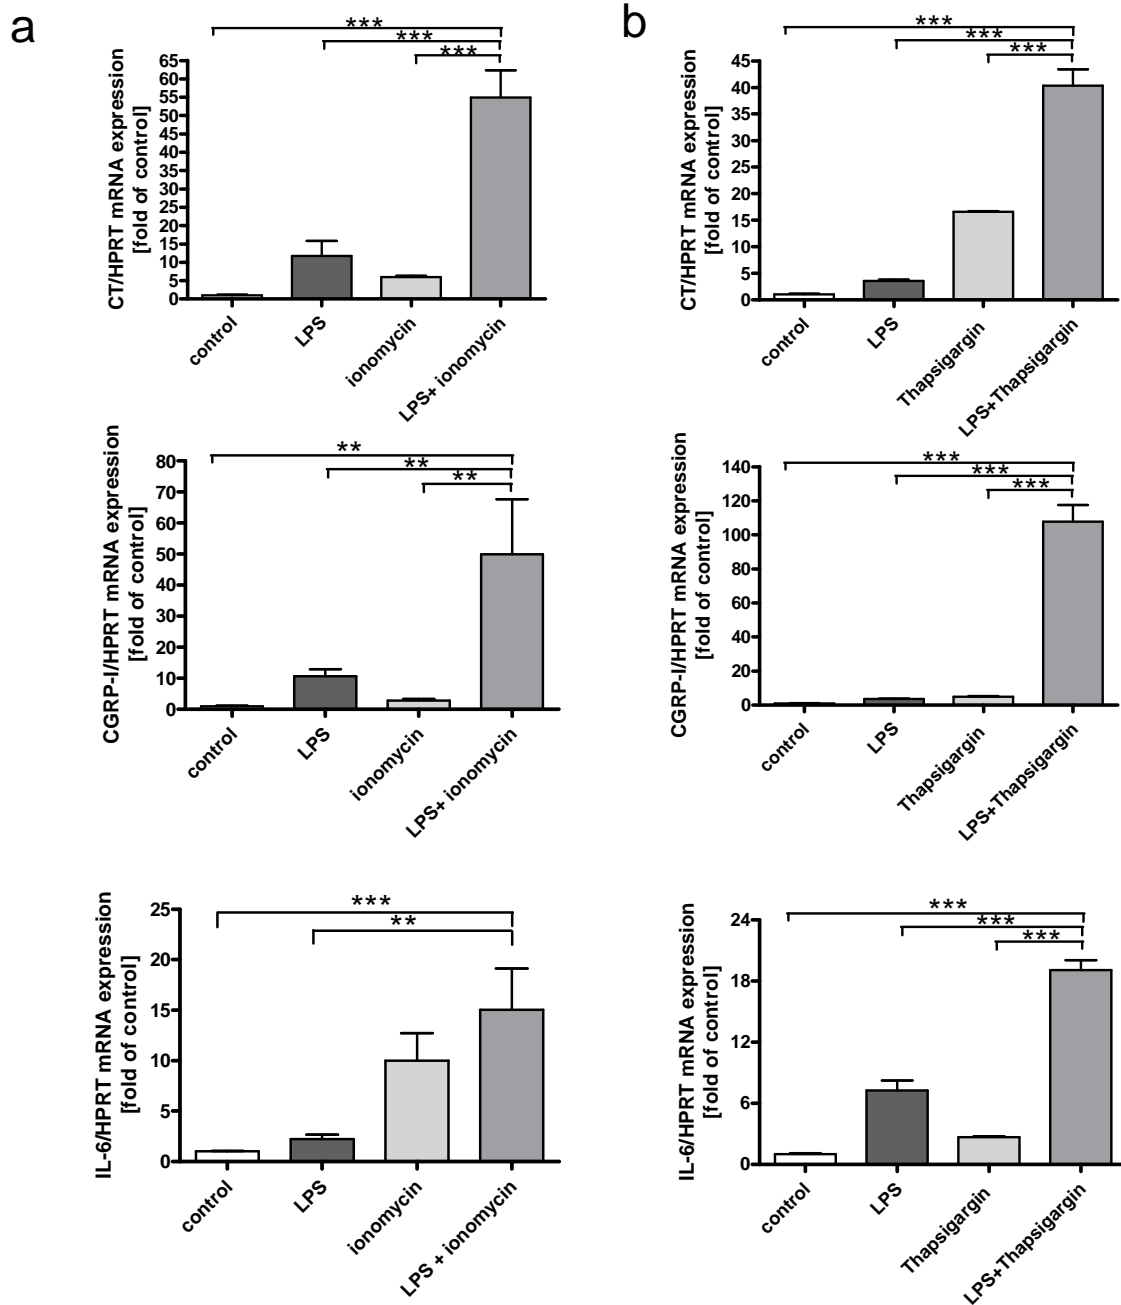 a
***
***
***
CT/HPRT mRNA expression
[fold of control]
65
60
55
50
45
40
35
30
25
20
15
10
5
0
control
LPS
ionomycin
LPS+ ionomycin
b
***
***
***
CT/HPRT mRNA expression
[fold of control]
45
40
35
30
25
20
15
10
5
0
control
LPS
Thapsigargin
LPS+Thapsigargin
**
**
**
CGRP-I/HPRT mRNA expression
[fold of control]
80
70
60
50
40
30
20
10
0
control
LPS
ionomycin
LPS+ ionomycin
***
***
***
CGRP-I/HPRT mRNA expression
[fold of control]
140
120
100
80
60
40
20
0
control
LPS
Thapsigargin
LPS+Thapsigargin
***
**
IL-6/HPRT mRNA expression
[fold of control]
25
20
15
10
5
0
control
LPS
ionomycin
LPS + ionomycin
***
***
***
IL-6/HPRT mRNA expression
[fold of control]
24
18
12
6
0
control
LPS
Thapsigargin
LPS+Thapsigargin